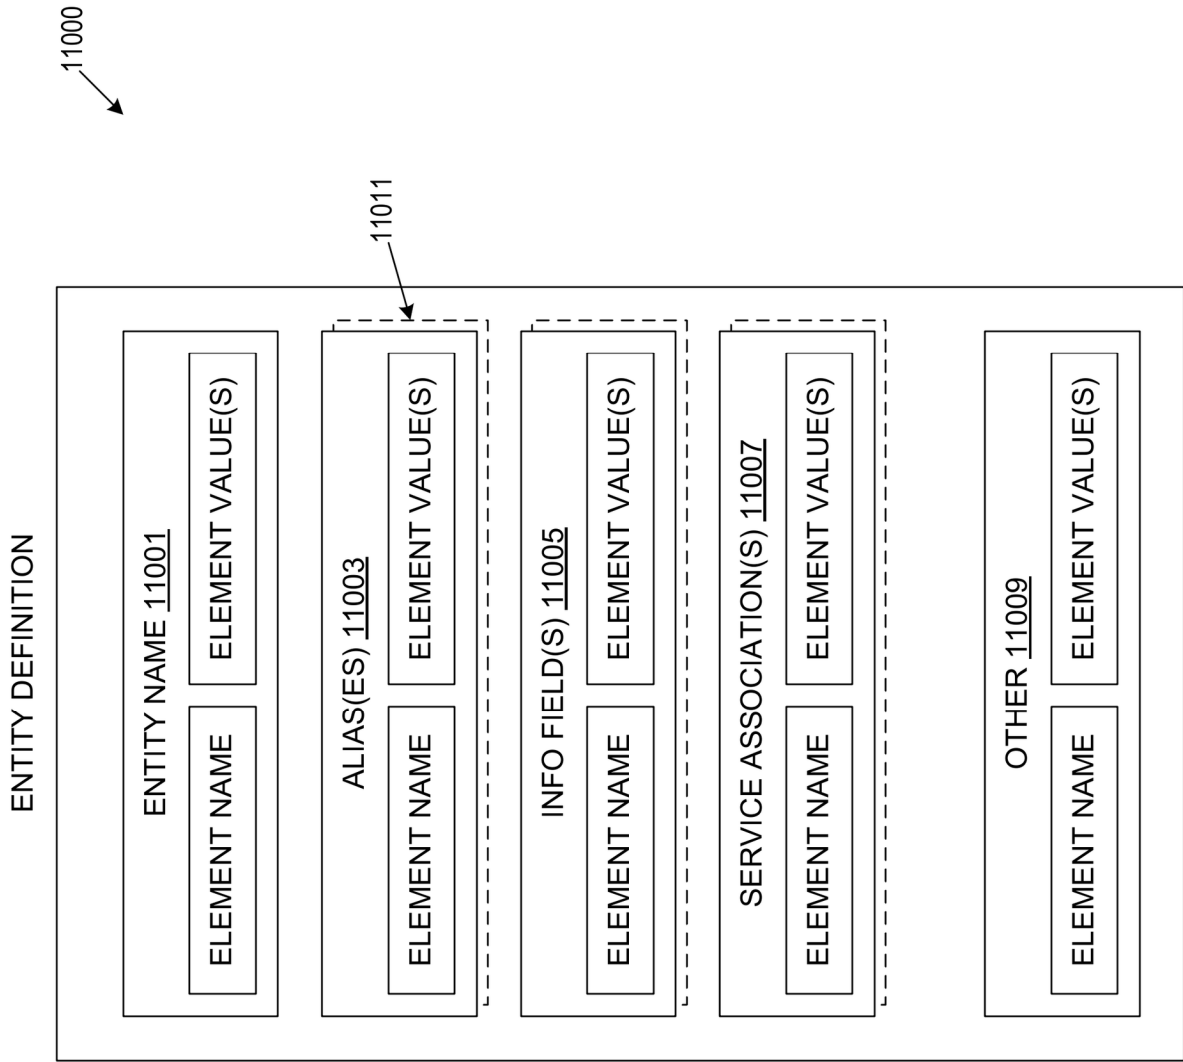 ENTITY DEFINITION
11000
ENTITY NAME 11001
ELEMENT NAME
ELEMENT VALUE(S)
11011
ALIAS(ES) 11003
ELEMENT NAME
ELEMENT VALUE(S)
INFO FIELD(S) 11005
ELEMENT NAME
ELEMENT VALUE(S)
SERVICE ASSOCIATION(S) 11007
ELEMENT NAME
ELEMENT VALUE(S)
OTHER 11009
ELEMENT NAME
ELEMENT VALUE(S)